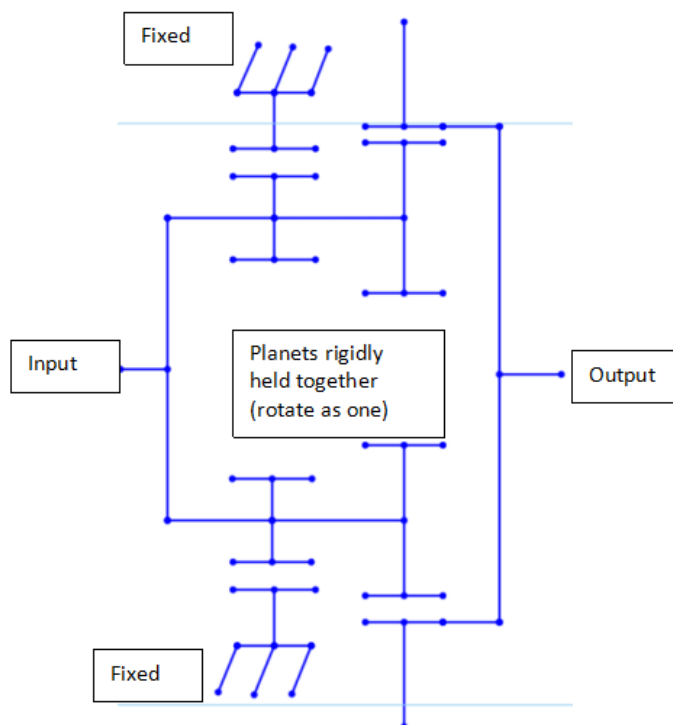 Fixed
Input
Planets rigidly
held together
(rotate as one)
Output
Fixed